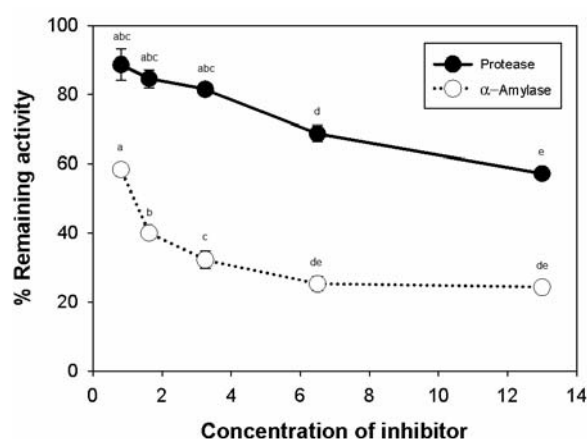 100
80
60
40
20
0
% Remaining activity
abc
abc
abc
d
e
a
b
c
de
de
Protease
α–Amylase
0 2 4 6 8 10 12 14
Concentration of inhibitor